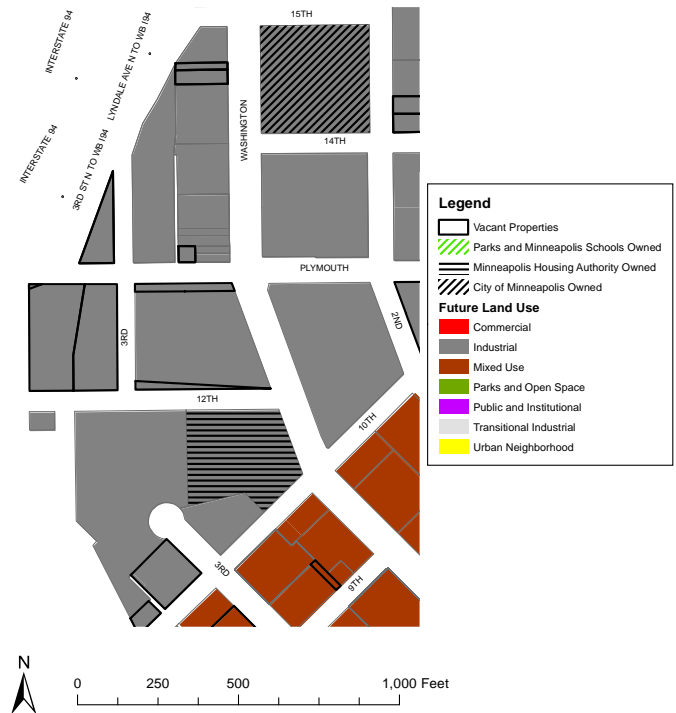 15TH
INTERSTATE 94
LYNDALE AVE N TO WB I94
WASHINGTON
14TH
INTERSTATE 94
3RD ST N TO WB I94
PLYMOUTH
3RD
2ND
12TH
10TH
3RD
9TH
Legend
Vacant Properties
Parks and Minneapolis Schools Owned
Minneapolis Housing Authority Owned
City of Minneapolis Owned
Future Land Use
Commercial
Industrial
Mixed Use
Parks and Open Space
Public and Institutional
Transitional Industrial
Urban Neighborhood
N
0 250 500 1,000 Feet